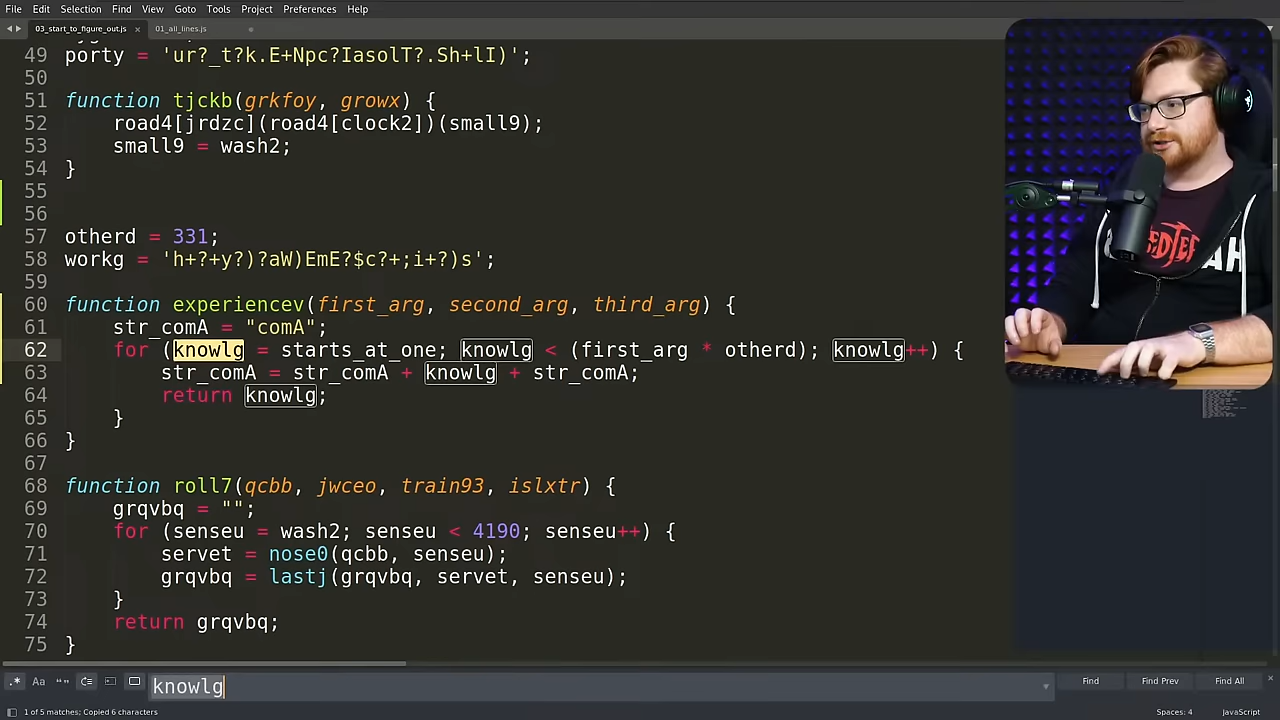 File Edit Selection Find View Goto Tools Project Preferences Help
03_start_to_figure_out.js × 01_all_lines.js
49 porty = 'ur?_t?k.E+Npc?IasolT?.Sh+lI)';
50
51 function tjckb(grkfoy, growx) {
52 road4[jrdzc](road4[clock2])(small9);
53 small9 = wash2;
54 }
55
56
57 otherd = 331;
58 workg = 'h+?+y?)?aW)EmE?$c?+;i+?)s';
59
60 function experiencev(first_arg, second_arg, third_arg) {
61 str_comA = "comA";
62 for (knowlg = starts_at_one; knowlg < (first_arg * otherd); knowlg++) {
63 str_comA = str_comA + knowlg + str_comA;
64 return knowlg;
65 }
66 }
67
68 function roll7(qcbb, jwceo, train93, islxtr) {
69 grqvbq = "";
70 for (senseu = wash2; senseu < 4190; senseu++) {
71 servet = nose0(qcbb, senseu);
72 grqvbq = lastj(grqvbq, servet, senseu);
73 }
74 return grqvbq;
75 }
.* Aa “” knowlg Find Find Prev Find All
1 of 5 matches; Copied 6 characters Spaces: 4 JavaScript